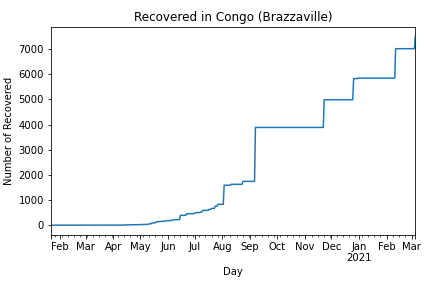 Recovered in Congo (Brazzaville)
Number of Recovered
7000
6000
5000
4000
3000
2000
1000
0
Feb Mar Apr May Jun Jul Aug Sep Oct Nov Dec Jan Feb Mar
2021
Day